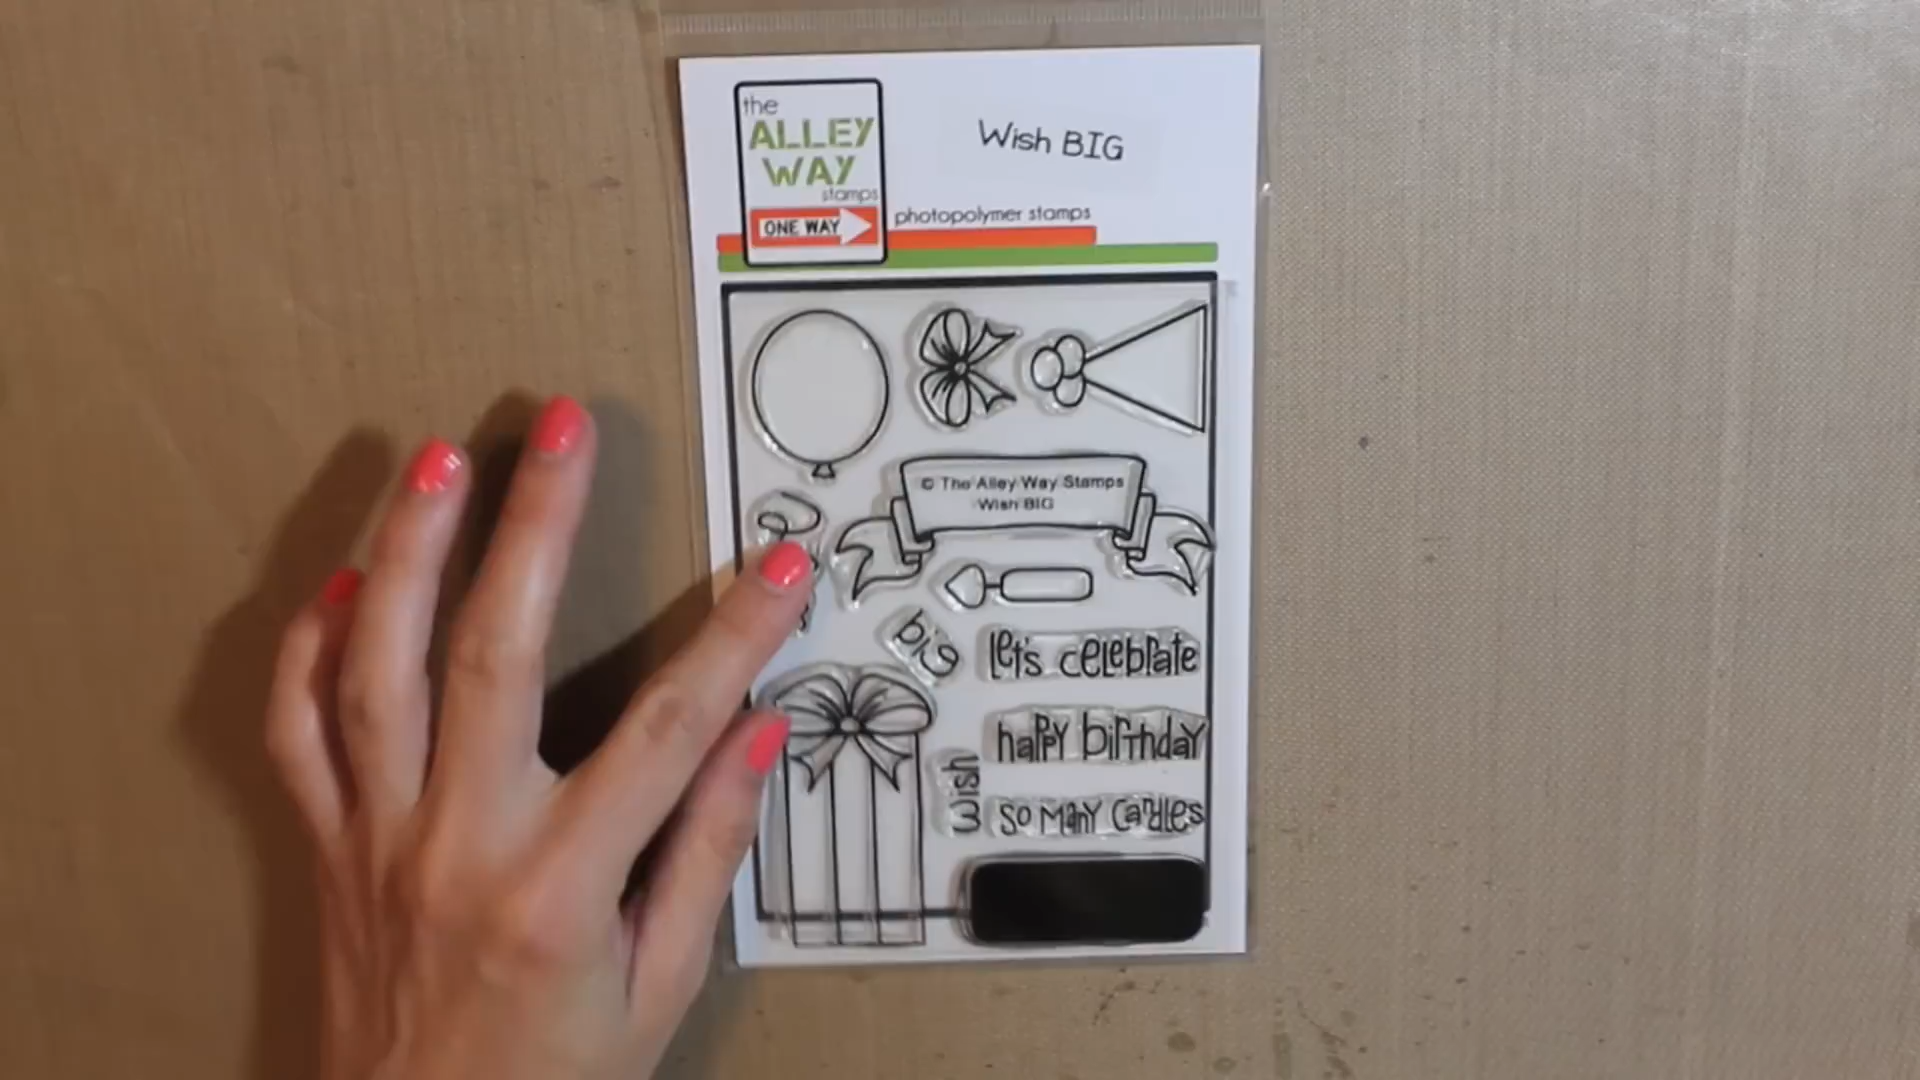 the
ALLEY
WAY
stamps
ONE WAY
Wish BIG
photopolymer stamps
© The Alley Way Stamps
Wish BIG
big
let's celebrate
happy birthday
wish
so many candles